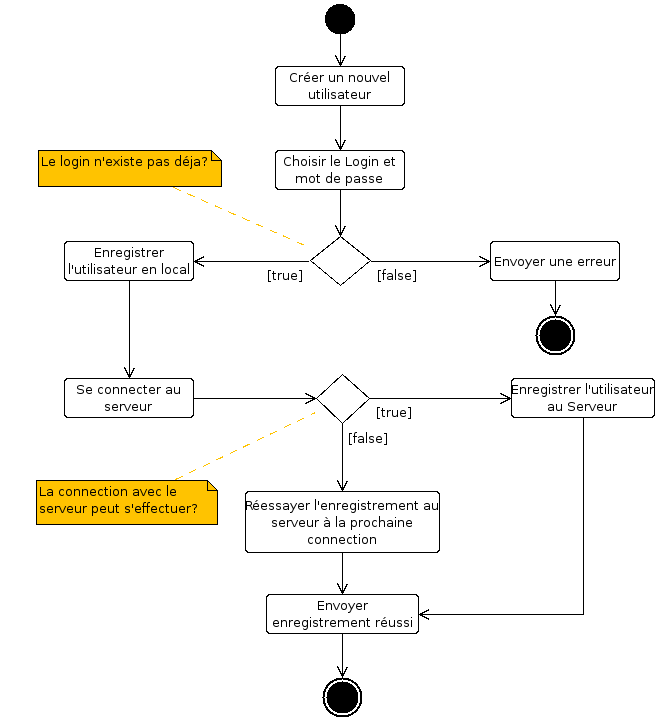 Créer un nouvel
utilisateur
Choisir le Login et
mot de passe
Le login n'existe pas déja?
Enregistrer
l'utilisateur en local
[true]
[false]
Envoyer une erreur
Se connecter au
serveur
[true]
[false]
Enregistrer l'utilisateur
au Serveur
La connection avec le
serveur peut s'effectuer?
Réessayer l'enregistrement au
serveur à la prochaine
connection
Envoyer
enregistrement réussi